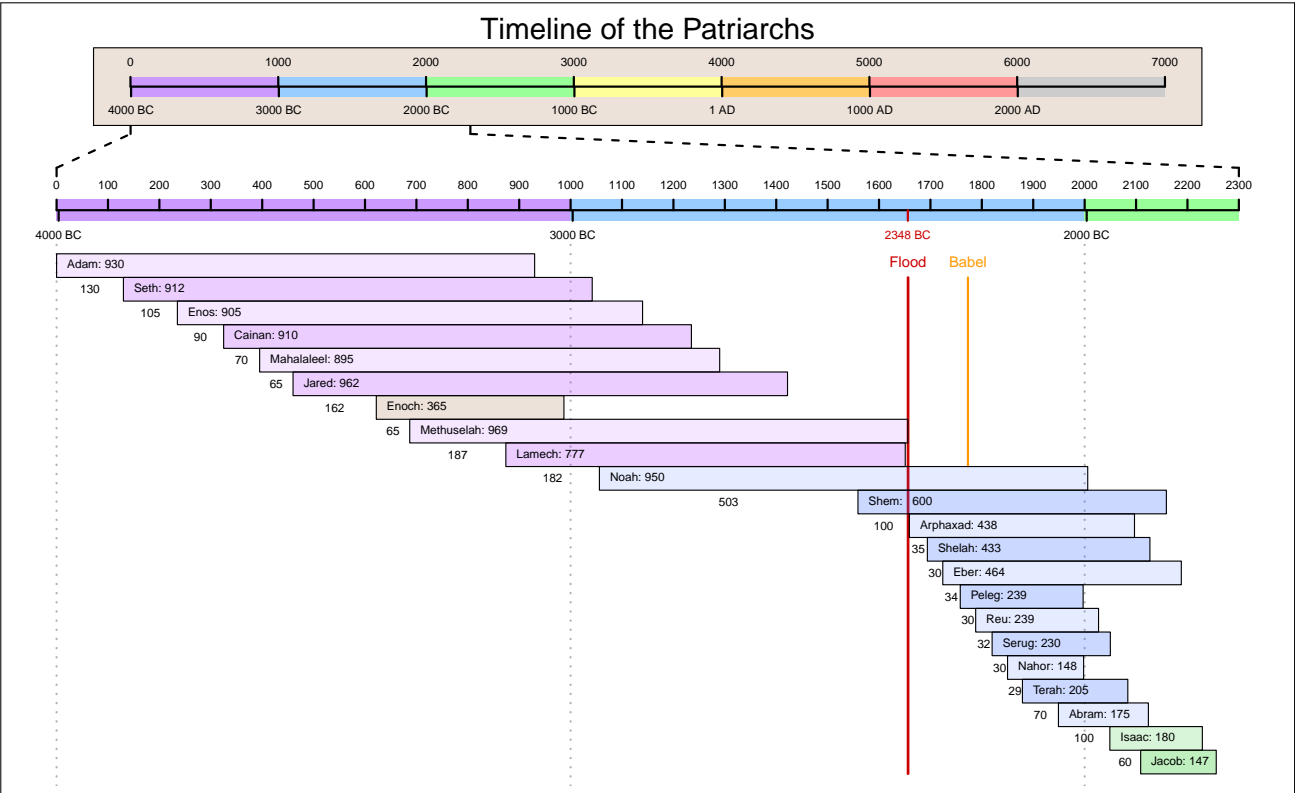 Timeline of the Patriarchs
0 1000 2000 3000 4000 5000 6000 7000
4000 BC 3000 BC 2000 BC 1000 BC 1 AD 1000 AD 2000 AD
0 100 200 300 400 500 600 700 800 900 1000 1100 1200 1300 1400 1500 1600 1700 1800 1900 2000 2100 2200 2300
4000 BC 3000 BC 2348 BC 2000 BC
Flood Babel
Adam: 930
130 Seth: 912
105 Enos: 905
90 Cainan: 910
70 Mahalaleel: 895
65 Jared: 962
162 Enoch: 365
65 Methuselah: 969
187 Lamech: 777
182 Noah: 950
503 Shem: 600
100 Arphaxad: 438
35 Shelah: 433
30 Eber: 464
34 Peleg: 239
30 Reu: 239
32 Serug: 230
30 Nahor: 148
29 Terah: 205
70 Abram: 175
100 Isaac: 180
60 Jacob: 147